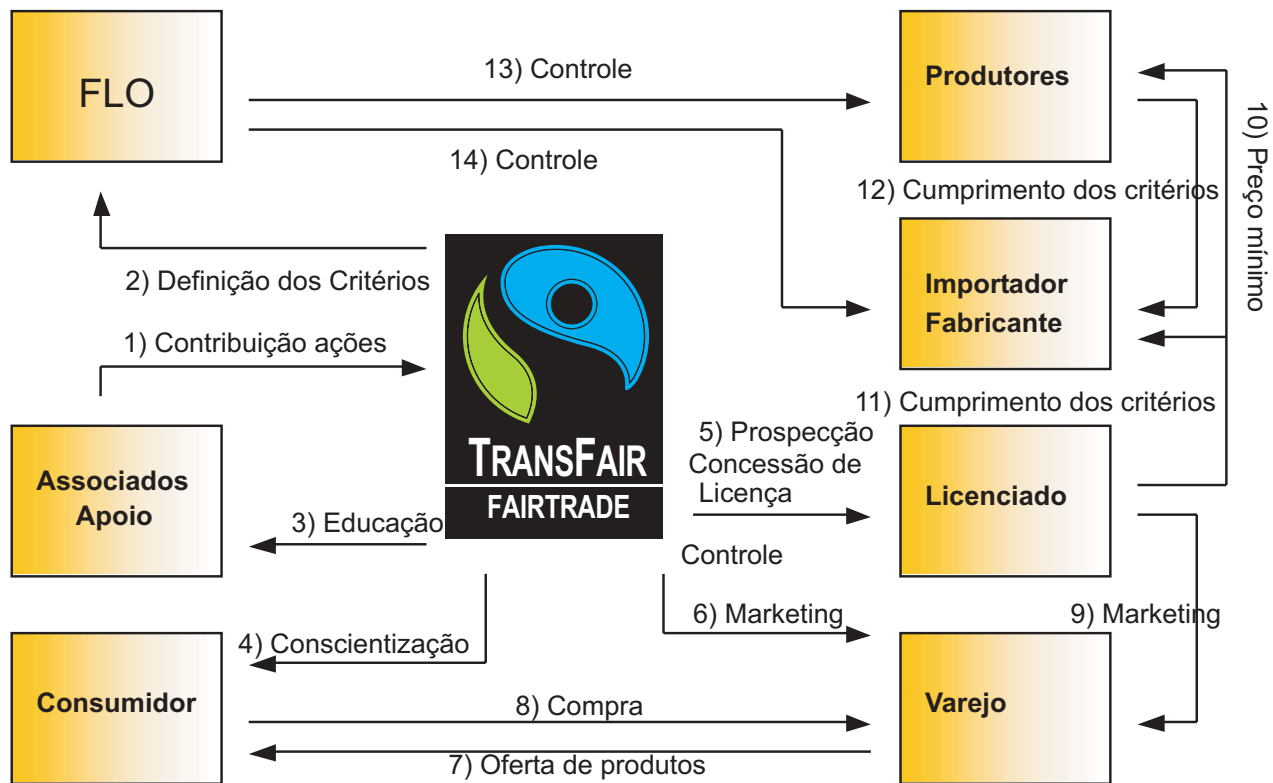 FLO
13) Controle
Produtores
14) Controle
10) Preço mínimo
12) Cumprimento dos critérios
2) Definição dos Critérios
Importador
Fabricante
1) Contribuição ações
11) Cumprimento dos critérios
TRANSFAIR
FAIRTRADE
5) Prospecção
Concessão de
Licença
Associados
Apoio
Licenciado
3) Educação
Controle
6) Marketing
9) Marketing
4) Conscientização
Consumidor
8) Compra
Varejo
7) Oferta de produtos